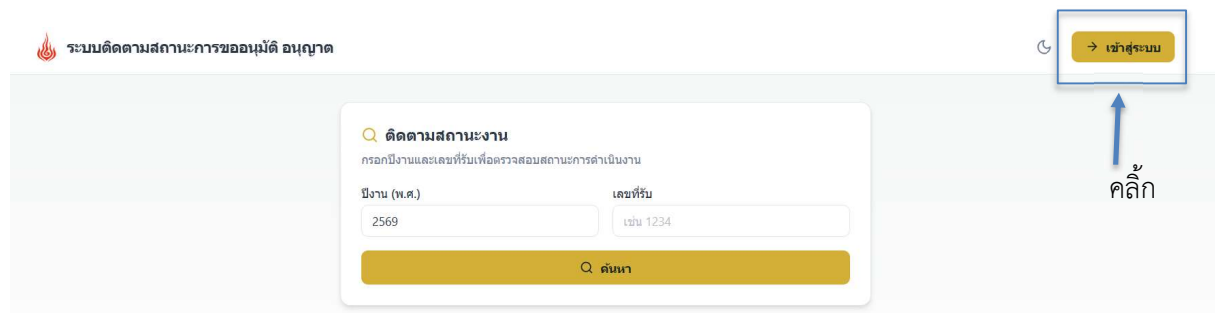 ระบบติดตามสถานะการขออนุมัติ อนุญาต
→ เข้าสู่ระบบ
คลิ้ก
ติดตามสถานะงาน
กรอกปีงานและเลขที่รับเพื่อตรวจสอบสถานะการดำเนินงาน
ปีงาน (พ.ศ.) เลขที่รับ
2569 เช่น 1234
ค้นหา